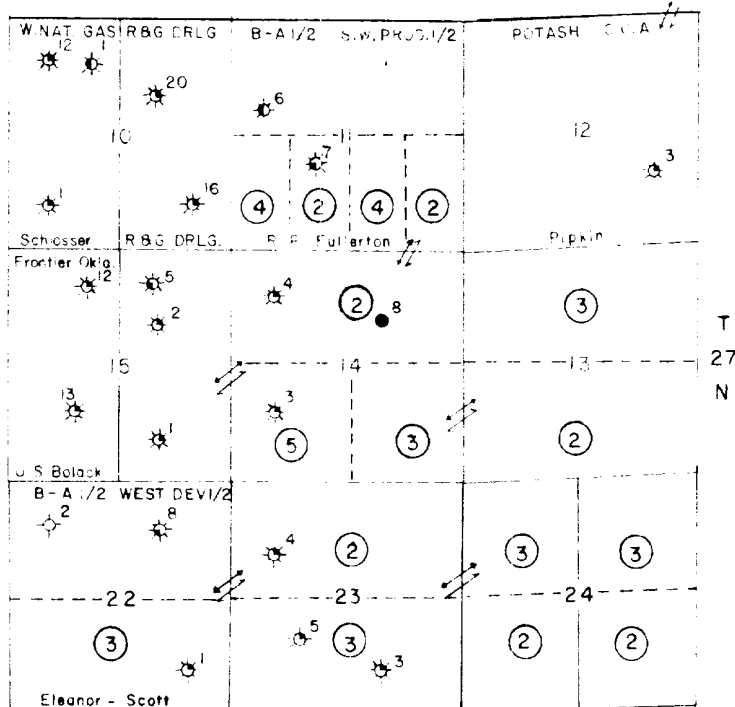 W. NAT. GAS R&G DRLG B-A 1/2 S.W. PROD. 1/2 POTASH
12 1
20
6
10 11 12
7 3
1 16
4 2 4 2
Schlosser R&G DRLG. Fullerton Pipkin
Frontier Okla.
12 5 4 2 8 3
2
T
27
N
15 14 13
13 3
1 5 3 2
U.S. Bolack
B-A 1/2 WEST DEV 1/2
2 8
4 2 3 3
22 23 24
3 5 3 2 2
1 3
Eleanor - Scott